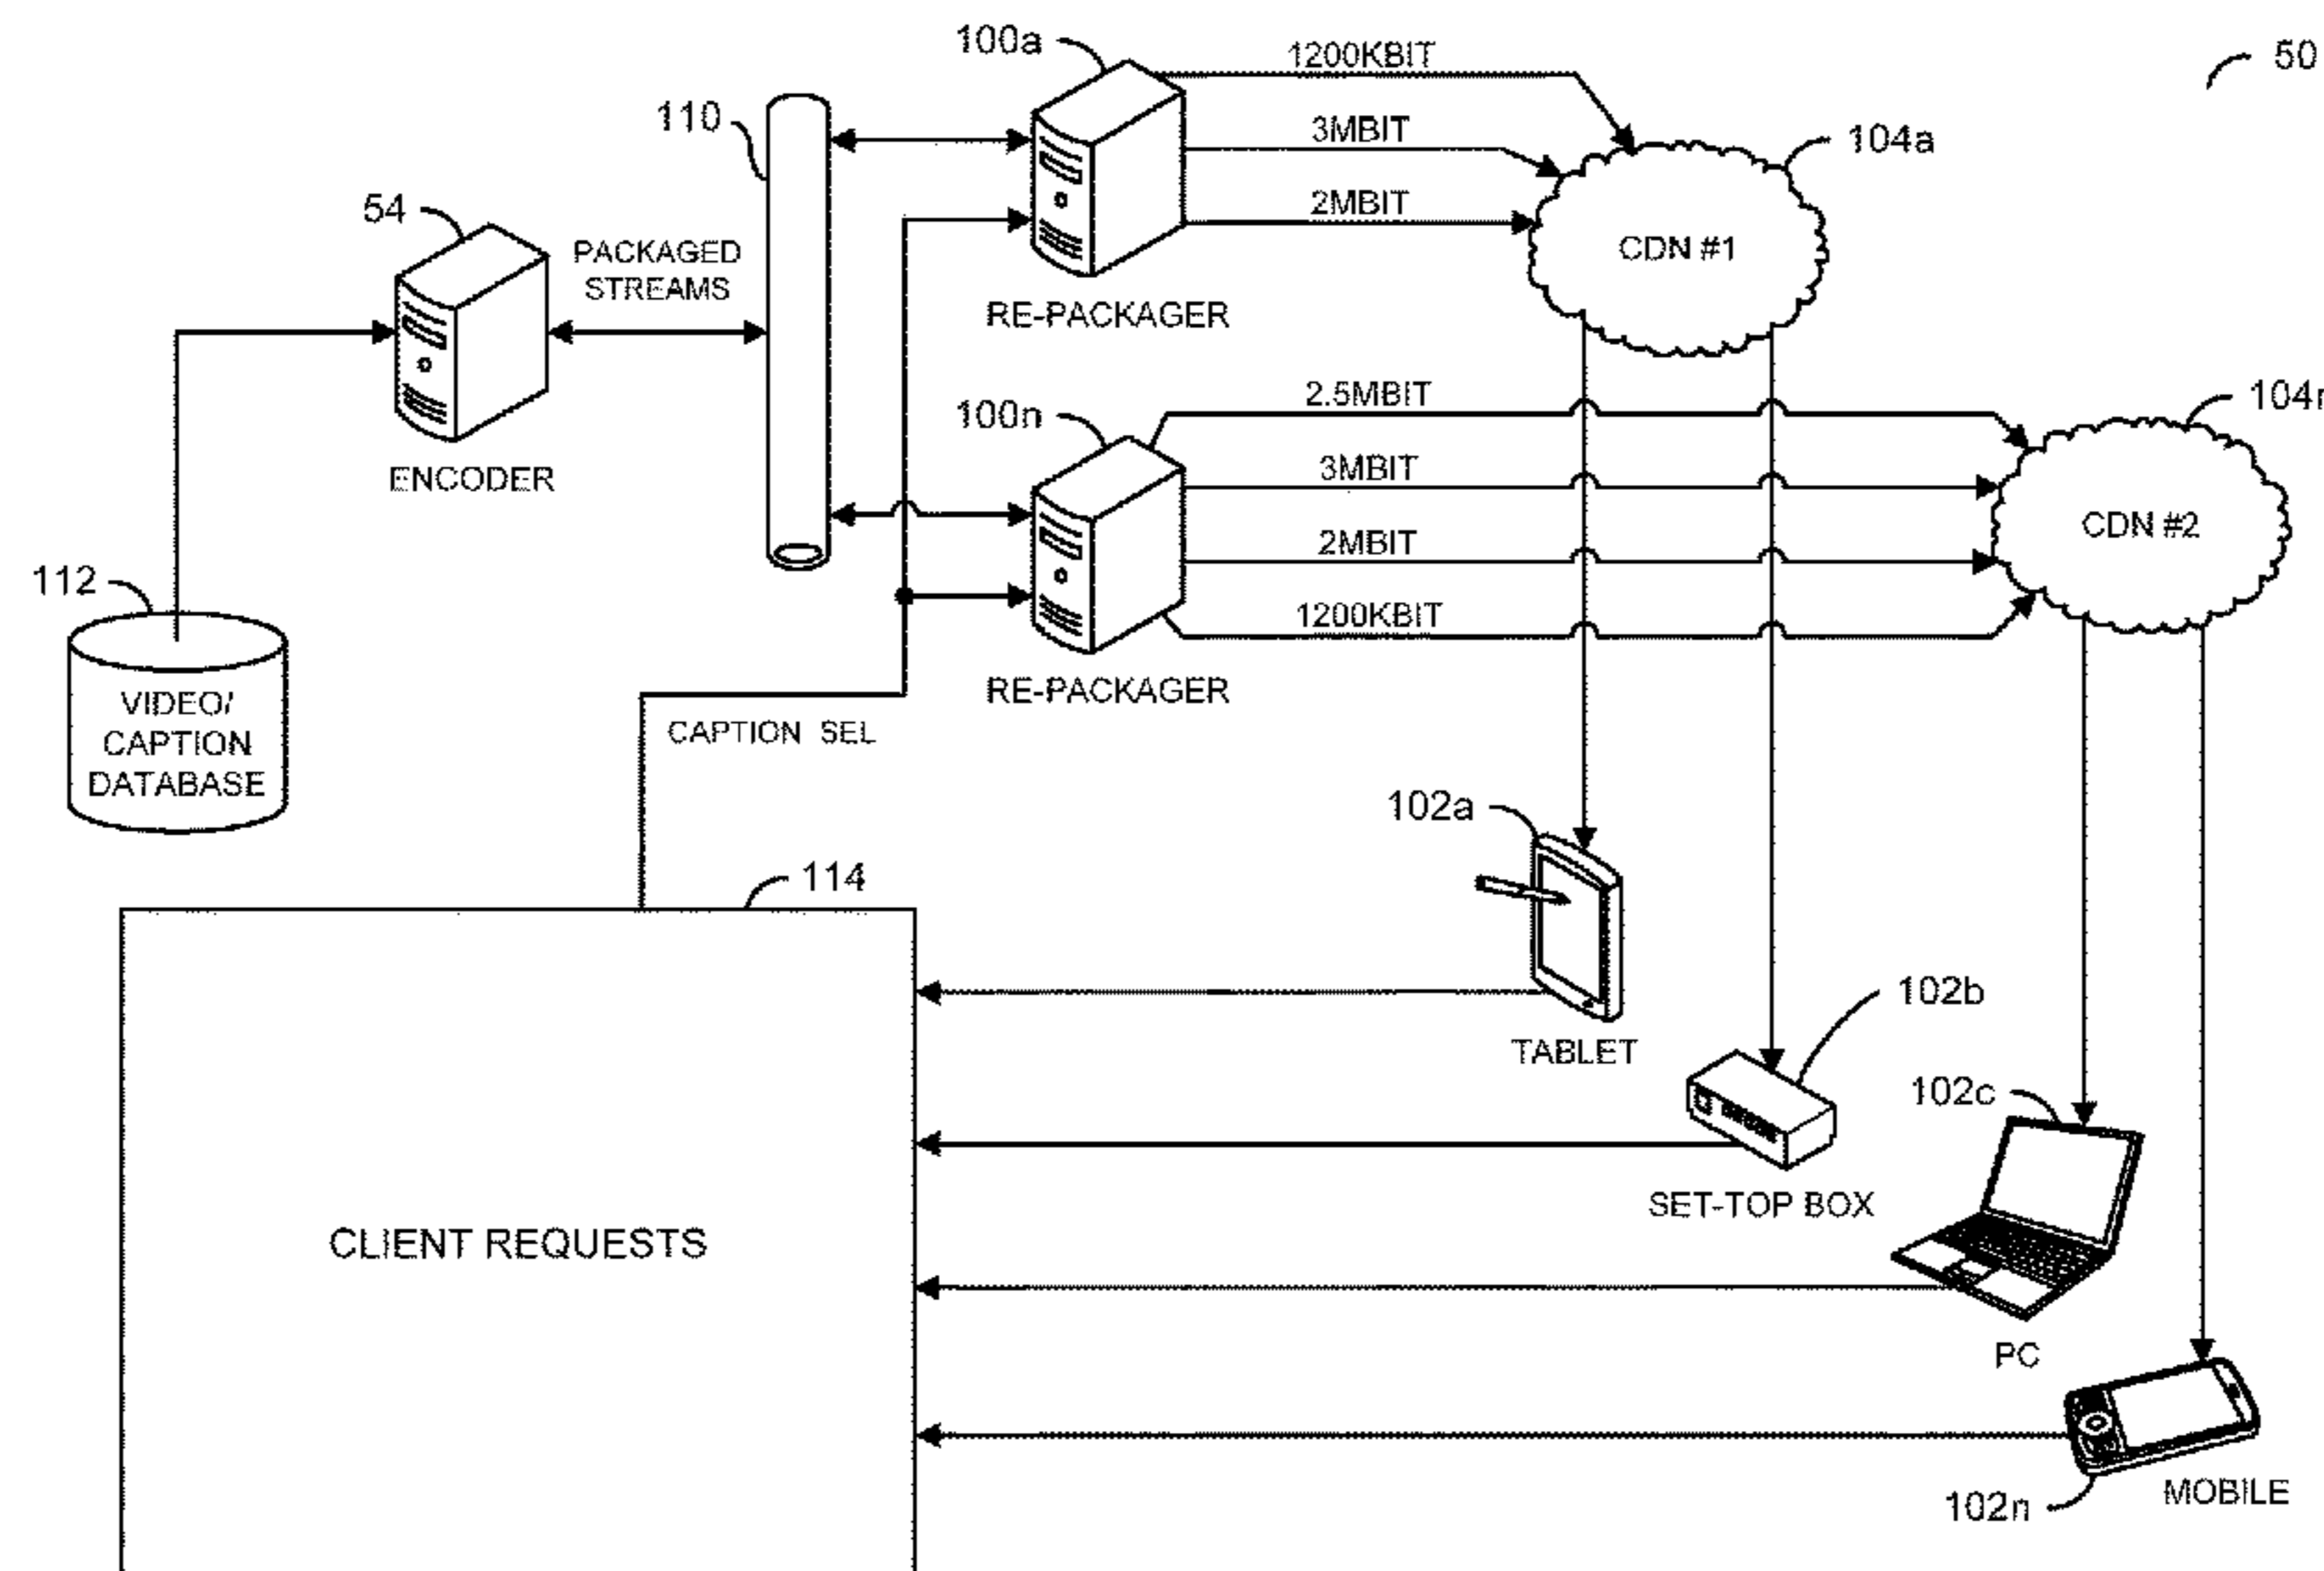 100a
1200KBIT
50
110
3MBIT
104a
54
2MBIT
PACKAGED
STREAMS
CDN #1
RE-PACKAGER
2.5MBIT
104n
100n
3MBIT
ENCODER
CDN #2
2MBIT
112
1200KBIT
RE-PACKAGER
VIDEO/
CAPTION
DATABASE
CAPTION SEL
102a
114
102b
TABLET
102c
SET-TOP BOX
CLIENT REQUESTS
PC
MOBILE
102n